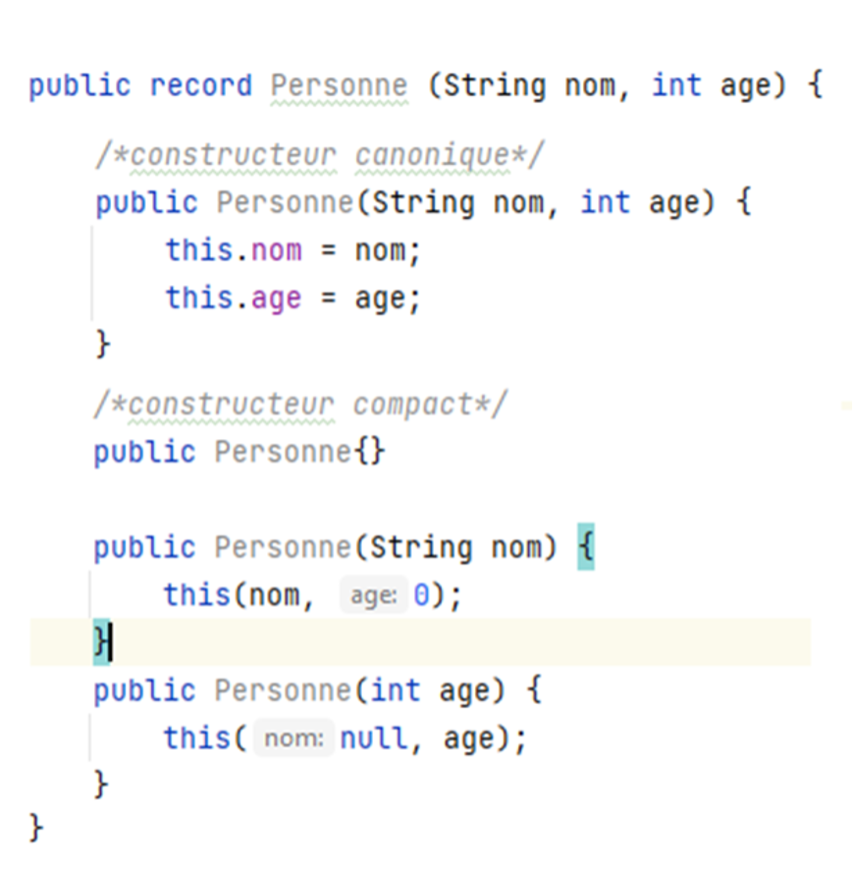 public record Personne (String nom, int age) {
/*constructeur canonique*/
public Personne(String nom, int age) {
this.nom = nom;
this.age = age;
}
/*constructeur compact*/
public Personne{}
public Personne(String nom) {
this(nom, age: 0);
}
public Personne(int age) {
this( nom: null, age);
}
}